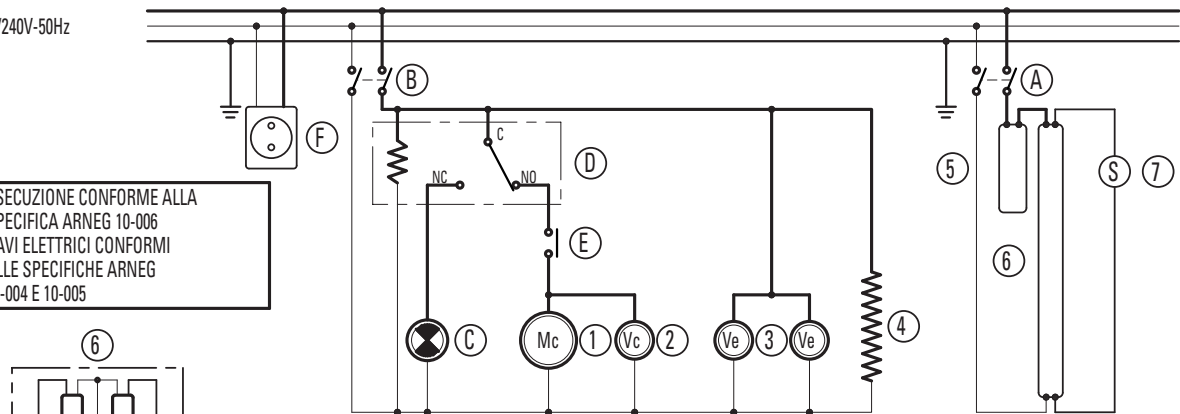 /240V-50Hz
B
A
F
C
D
NC
NO
5
S
7
SECUZIONE CONFORME ALLA
PECIFICA ARNEG 10-006
AVI ELETTRICI CONFORMI
LLE SPECIFICHE ARNEG
-004 E 10-005
E
6
4
C
Mc
1
Vc
2
Ve
3
Ve
6